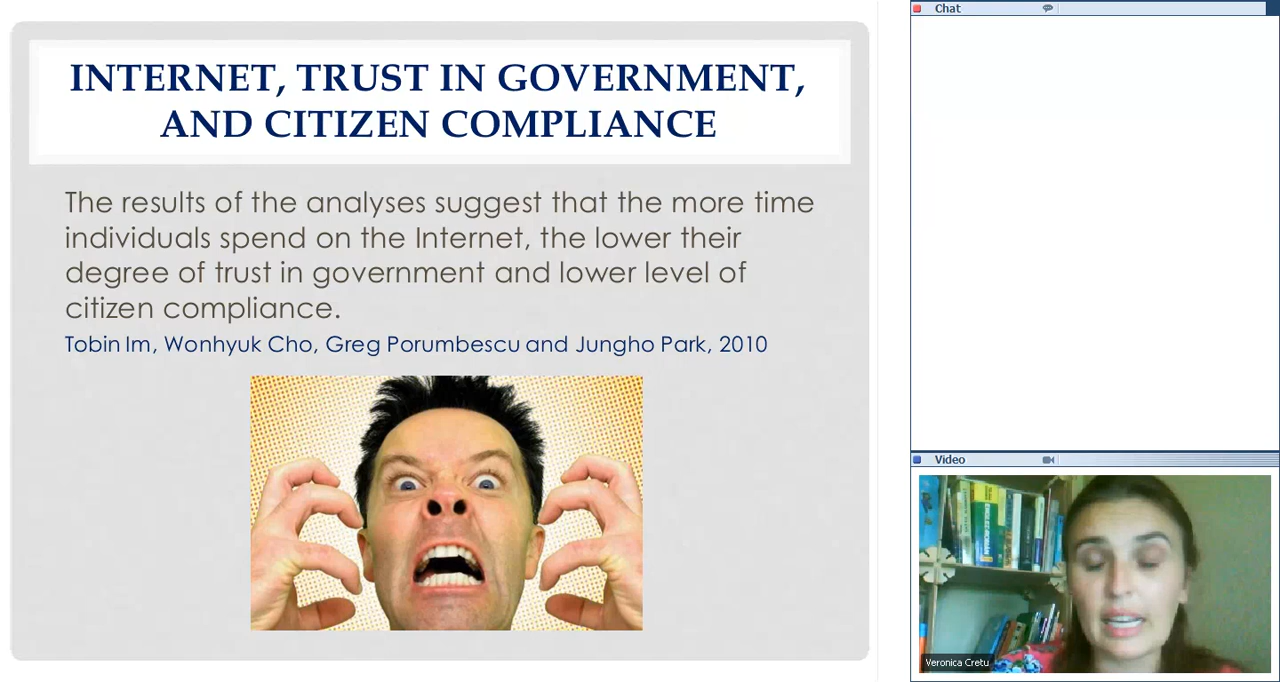 INTERNET, TRUST IN GOVERNMENT,
AND CITIZEN COMPLIANCE
The results of the analyses suggest that the more time
individuals spend on the Internet, the lower their
degree of trust in government and lower level of
citizen compliance.
Tobin Im, Wonhyuk Cho, Greg Porumbescu and Jungho Park, 2010
Chat
Video
ENGLEZ-ROMÂN
Veronica Cretu